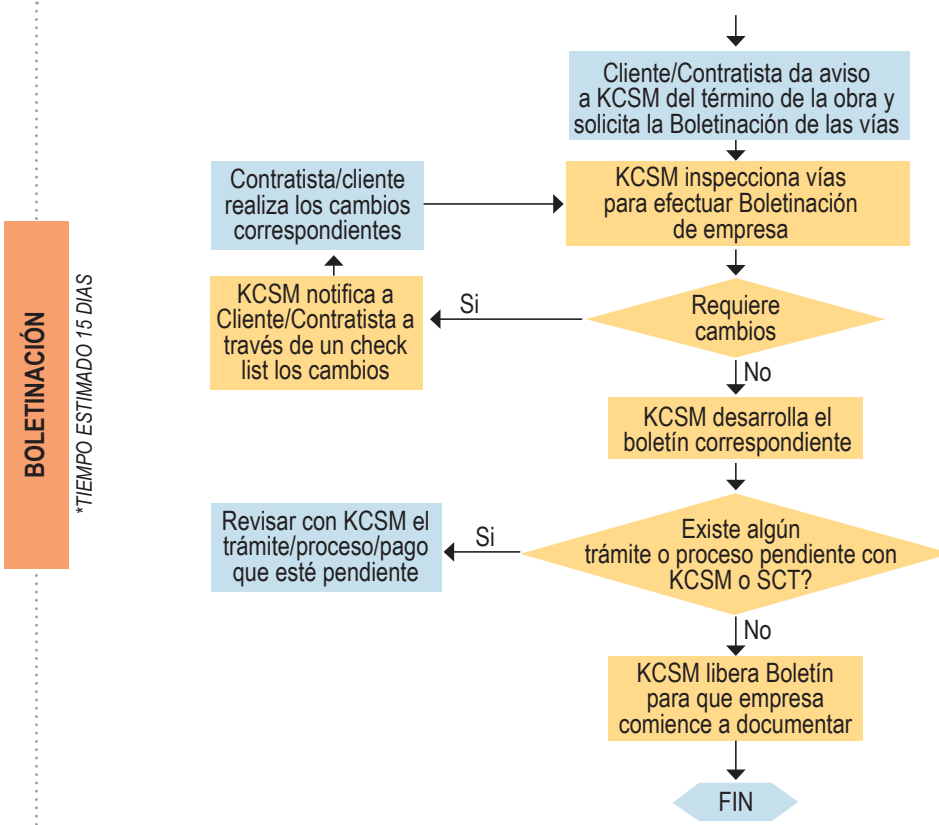 Cliente/Contratista da aviso
a KCSM del término de la obra y
solicita la Boletinación de las vías
KCSM inspecciona vías
para efectuar Boletinación
de empresa
Contratista/cliente
realiza los cambios
correspondientes
Requiere
cambios
Si
KCSM notifica a
Cliente/Contratista a
través de un check
list los cambios
No
KCSM desarrolla el
boletín correspondiente
Existe algún
trámite o proceso pendiente con
KCSM o SCT?
Si
Revisar con KCSM el
trámite/proceso/pago
que esté pendiente
No
KCSM libera Boletín
para que empresa
comience a documentar
FIN
BOLETINACIÓN
*TIEMPO ESTIMADO 15 DIAS